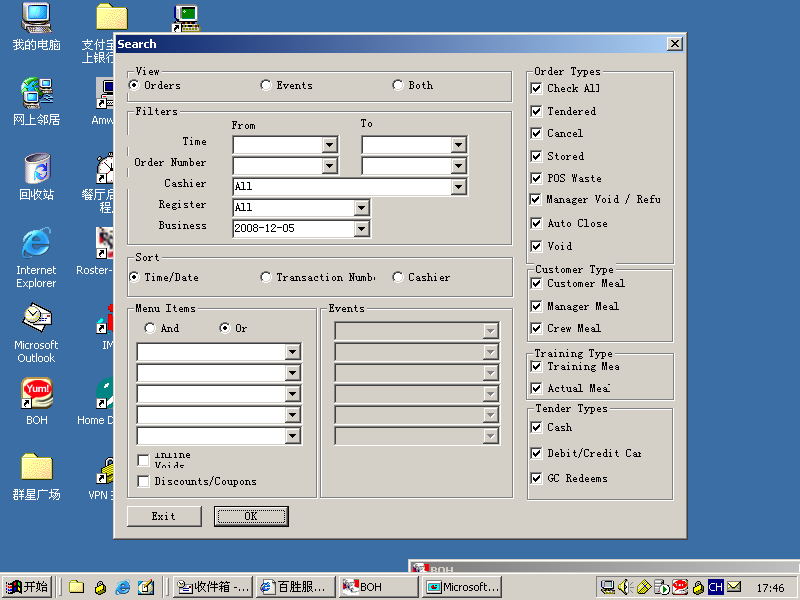 我的电脑
支付宝
上银行
Search
View
Orders
Events
Both
Filters
From
To
Time
Order Number
Cashier
All
Register
All
Business
2008-12-05
Sort
Time/Date
Transaction Numb
Cashier
Menu Items
And
Or
Inline
Voids
Discounts/Coupons
Events
Exit
OK
Order Types
Check All
Tendered
Cancel
Stored
POS Waste
Manager Void / Refu
Auto Close
Void
Customer Type
Customer Meal
Manager Meal
Crew Meal
Training Type
Training Mea
Actual Meal
Tender Types
Cash
Debit/Credit Car
GC Redeems
网上邻居
Amw
回收站
餐厅启
程
Internet
Explorer
Roster-
Microsoft
Outlook
IM
Yum!
BOH
Home D
群星广场
VPN
BOH
开始
收件箱 -...
百胜服...
BOH
Microsoft...
CH
17:46